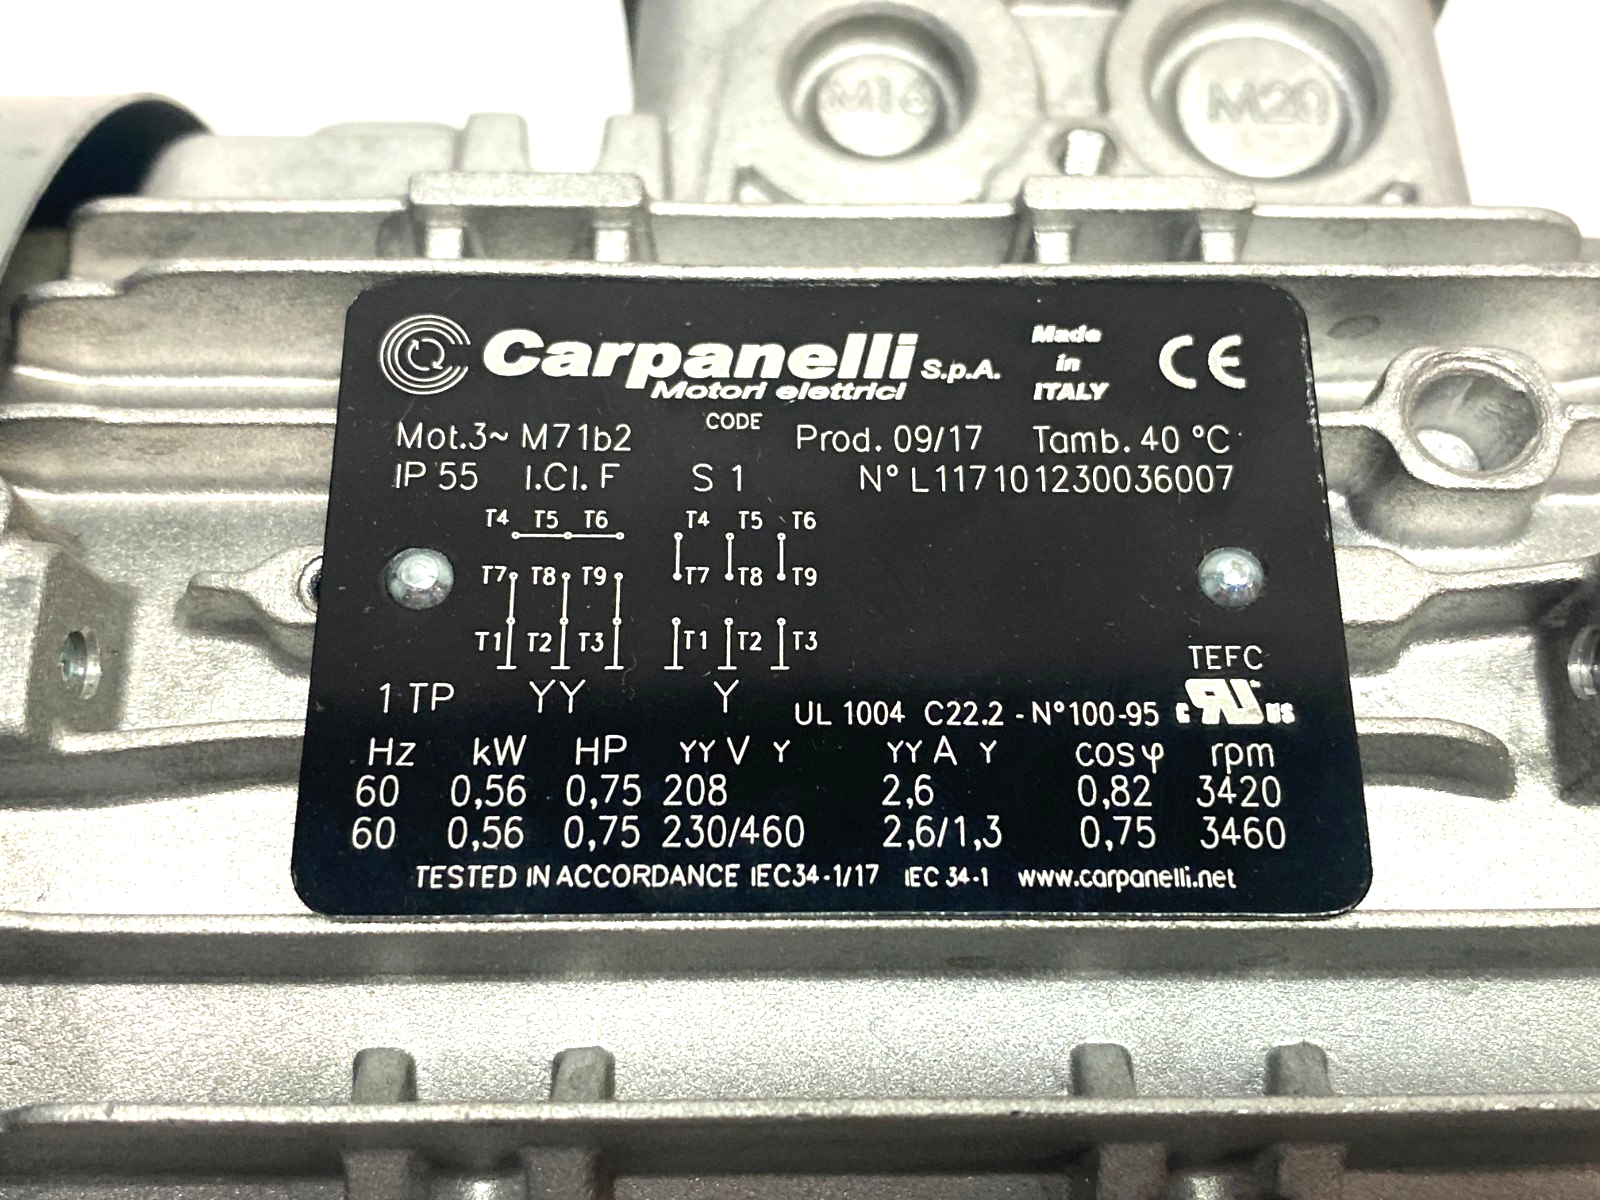 M16 M20
Carpanelli S.p.A. Made in ITALY CE
Motori elettrici
CODE
Mot.3~ M71b2 Prod. 09/17 Tamb. 40 °C
IP 55 I.Cl. F S 1 N° L117101230036007
T4 T5 T6 T4 T5 T6
T7 T8 T9 T7 T8 T9
T1 T2 T3 T1 T2 T3
TEFC
1 TP YY Y UL 1004 C22.2 - N°100-95 c RU US
Hz kW HP YY V Y YY A Y cosφ rpm
60 0,56 0,75 208 2,6 0,82 3420
60 0,56 0,75 230/460 2,6/1,3 0,75 3460
TESTED IN ACCORDANCE IEC34-1/17 IEC 34-1 www.carpanelli.net